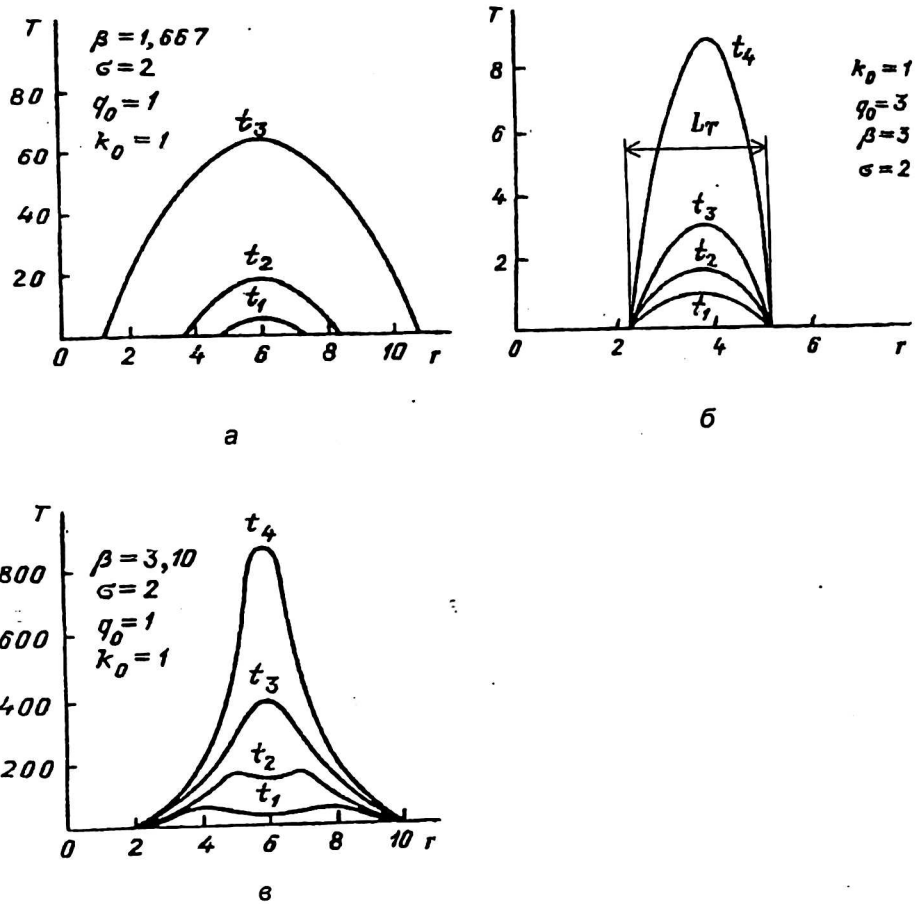 T
β = 1,667
σ = 2
q₀ = 1
k₀ = 1
80
60
40
20
t₃
t₂
t₁
0 2 4 6 8 10 r
а
T
8
6
4
2
t₄
Lт
t₃
t₂
t₁
k₀ = 1
q₀ = 3
β = 3
σ = 2
0 2 4 6 r
б
T
β = 3,10
σ = 2
q₀ = 1
k₀ = 1
800
600
400
200
t₄
t₃
t₂
t₁
0 2 4 6 8 10 r
в